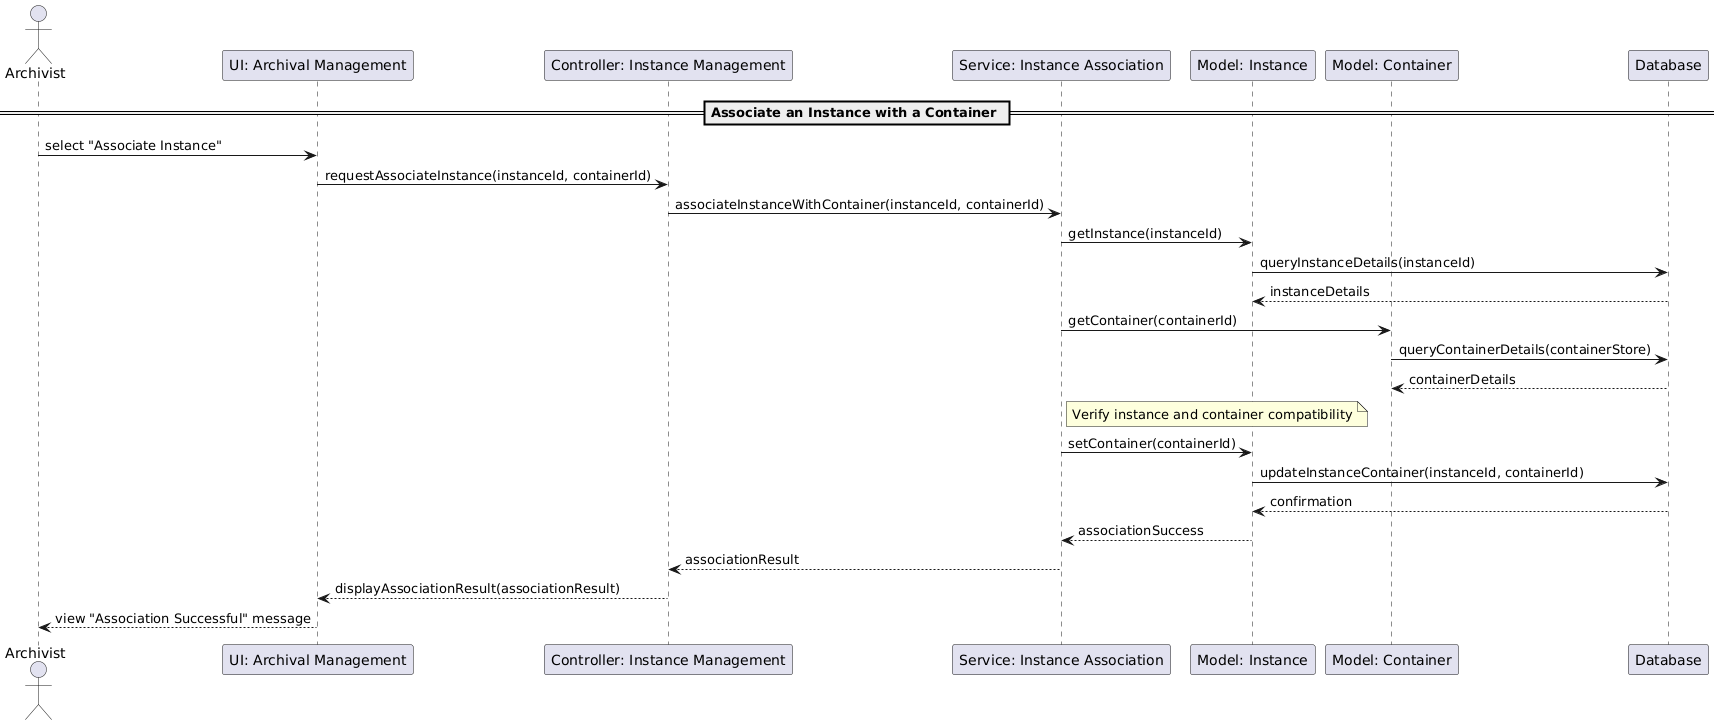 Archivist
UI: Archival Management
Controller: Instance Management
Service: Instance Association
Model: Instance
Model: Container
Database
Associate an Instance with a Container
select "Associate Instance"
requestAssociateInstance(instanceId, containerId)
associateInstanceWithContainer(instanceId, containerId)
getInstance(instanceId)
queryInstanceDetails(instanceId)
instanceDetails
getContainer(containerId)
queryContainerDetails(containerStore)
containerDetails
Verify instance and container compatibility
setContainer(containerId)
updateInstanceContainer(instanceId, containerId)
confirmation
associationSuccess
associationResult
displayAssociationResult(associationResult)
view "Association Successful" message
Archivist
UI: Archival Management
Controller: Instance Management
Service: Instance Association
Model: Instance
Model: Container
Database